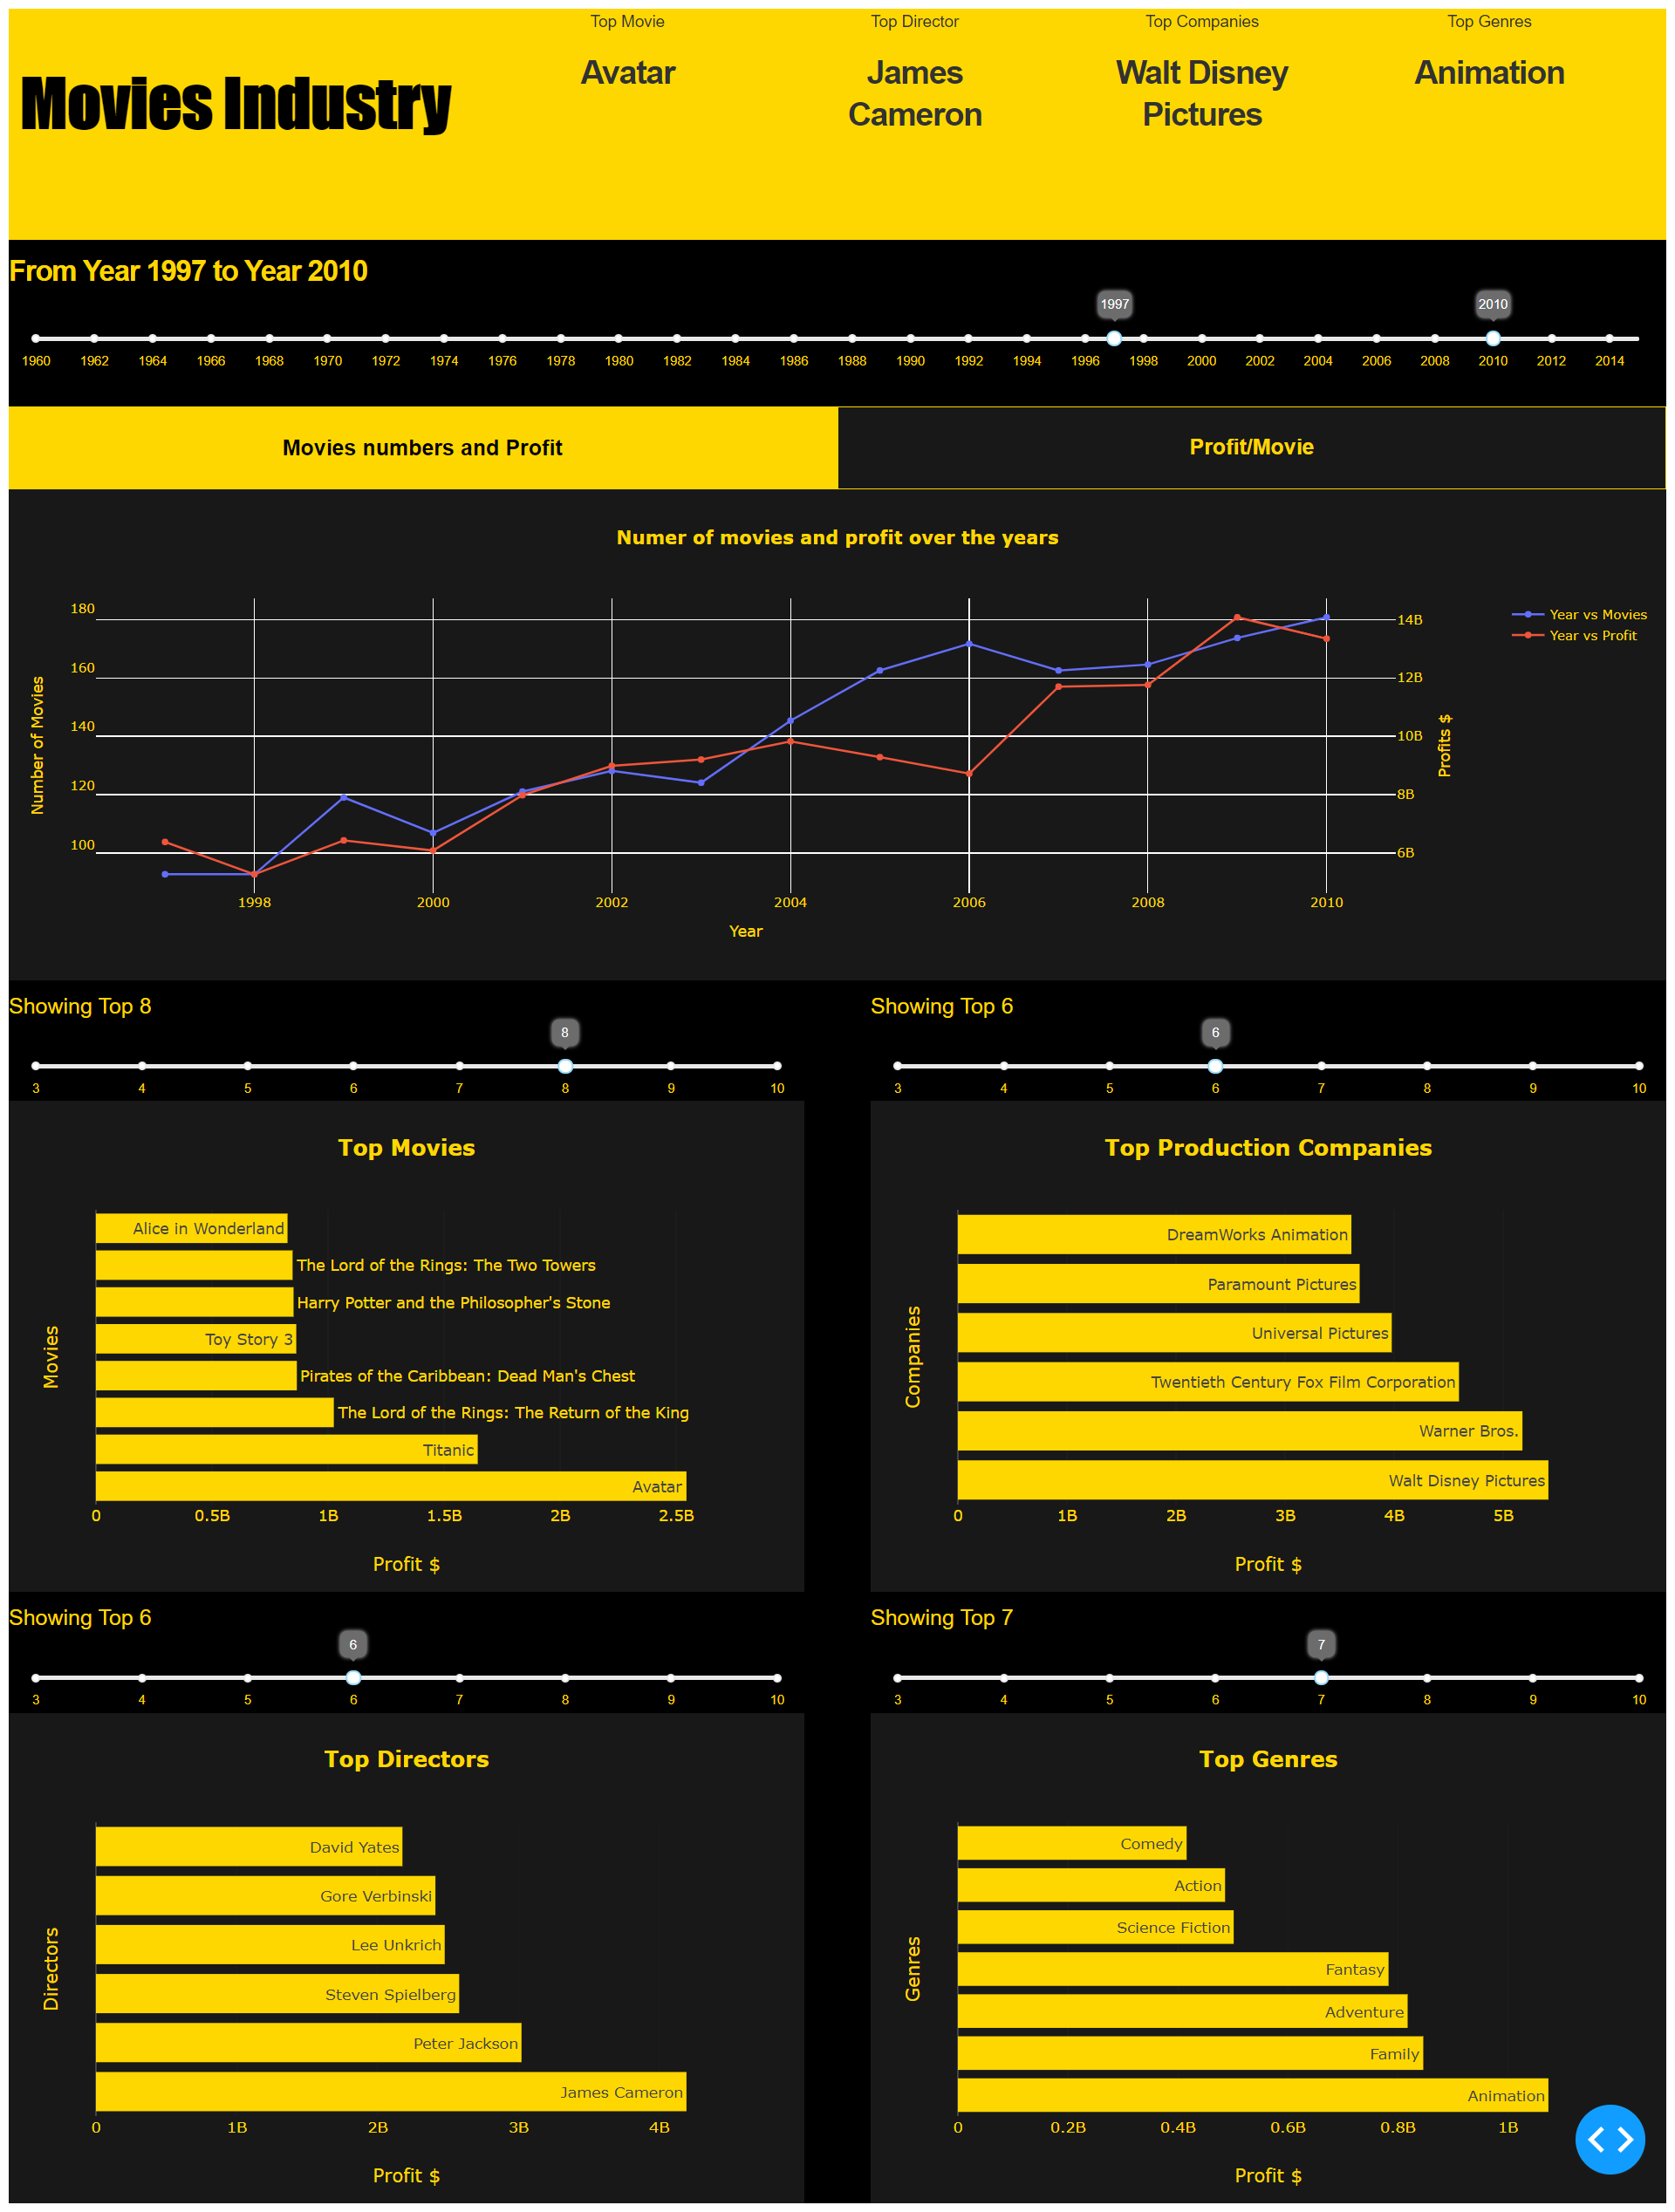 Top Movie
Avatar
Top Director
James
Cameron
Top Companies
Walt Disney
Pictures
Top Genres
Animation
Movies Industry
From Year 1997 to Year 2010
1997 2010
1960 1962 1964 1966 1968 1970 1972 1974 1976 1978 1980 1982 1984 1986 1988 1990 1992 1994 1996 1998 2000 2002 2004 2006 2008 2010 2012 2014
Movies numbers and Profit
Profit/Movie
Numer of movies and profit over the years
Number of Movies
180
160
140
120
100
14B
12B
10B
8B
6B
Profits $
Year vs Movies
Year vs Profit
1998 2000 2002 2004 2006 2008 2010
Year
Showing Top 8
8
3 4 5 6 7 8 9 10
Top Movies
Movies
Alice in Wonderland
The Lord of the Rings: The Two Towers
Harry Potter and the Philosopher's Stone
Toy Story 3
Pirates of the Caribbean: Dead Man's Chest
The Lord of the Rings: The Return of the King
Titanic
Avatar
0 0.5B 1B 1.5B 2B 2.5B
Profit $
Showing Top 6
6
3 4 5 6 7 8 9 10
Top Production Companies
Companies
DreamWorks Animation
Paramount Pictures
Universal Pictures
Twentieth Century Fox Film Corporation
Warner Bros.
Walt Disney Pictures
0 1B 2B 3B 4B 5B
Profit $
Showing Top 6
6
3 4 5 6 7 8 9 10
Top Directors
Directors
David Yates
Gore Verbinski
Lee Unkrich
Steven Spielberg
Peter Jackson
James Cameron
0 1B 2B 3B 4B
Profit $
Showing Top 7
7
3 4 5 6 7 8 9 10
Top Genres
Genres
Comedy
Action
Science Fiction
Fantasy
Adventure
Family
Animation
0 0.2B 0.4B 0.6B 0.8B 1B
Profit $